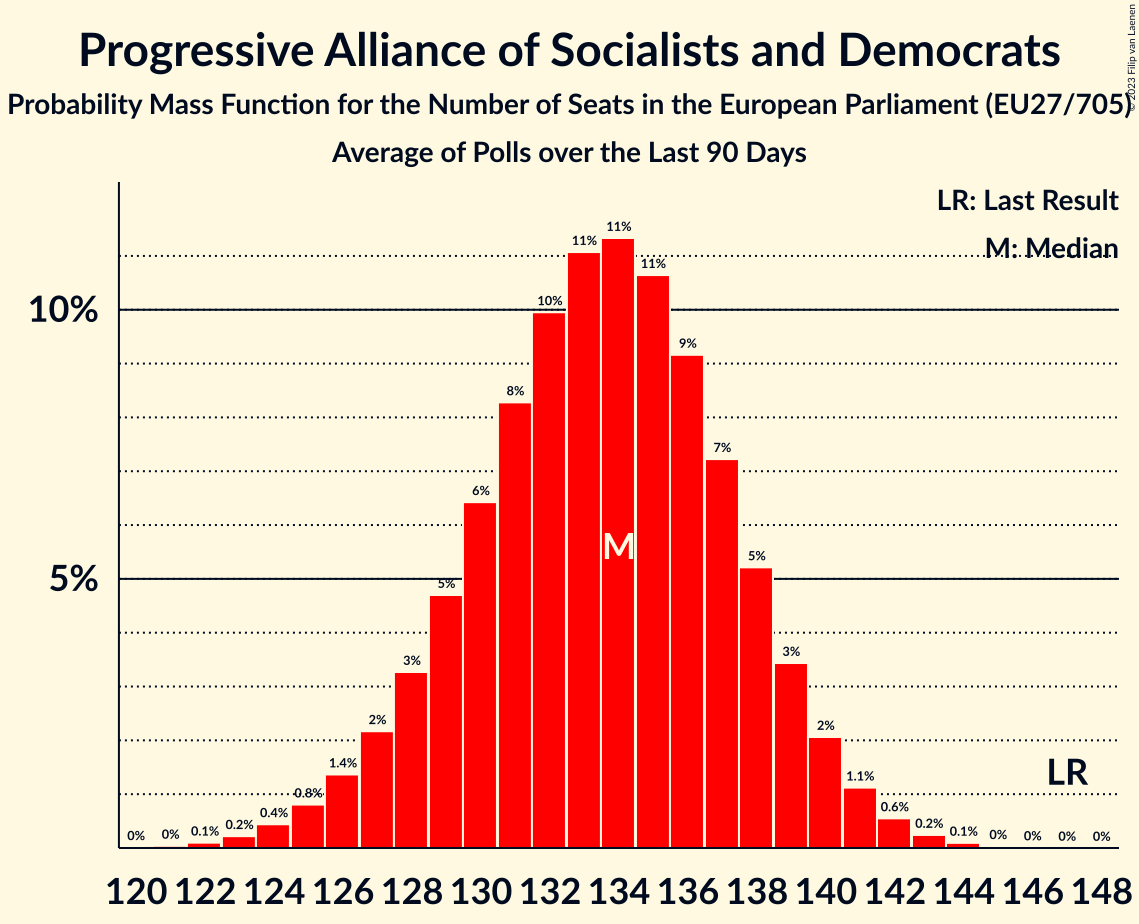 Progressive Alliance of Socialists and Democrats
Probability Mass Function for the Number of Seats in the European Parliament (EU27/705)
Average of Polls over the Last 90 Days
© 2023 Filip van Laenen
LR: Last Result
M: Median
10%
5%
0% 0% 0.1% 0.2% 0.4% 0.8% 1.4% 2% 3% 5% 6% 8% 10% 11% 11% 11% 9% 7% 5% 3% 2% 1.1% 0.6% 0.2% 0.1% 0% 0% 0% 0%
M
LR
120 122 124 126 128 130 132 134 136 138 140 142 144 146 148